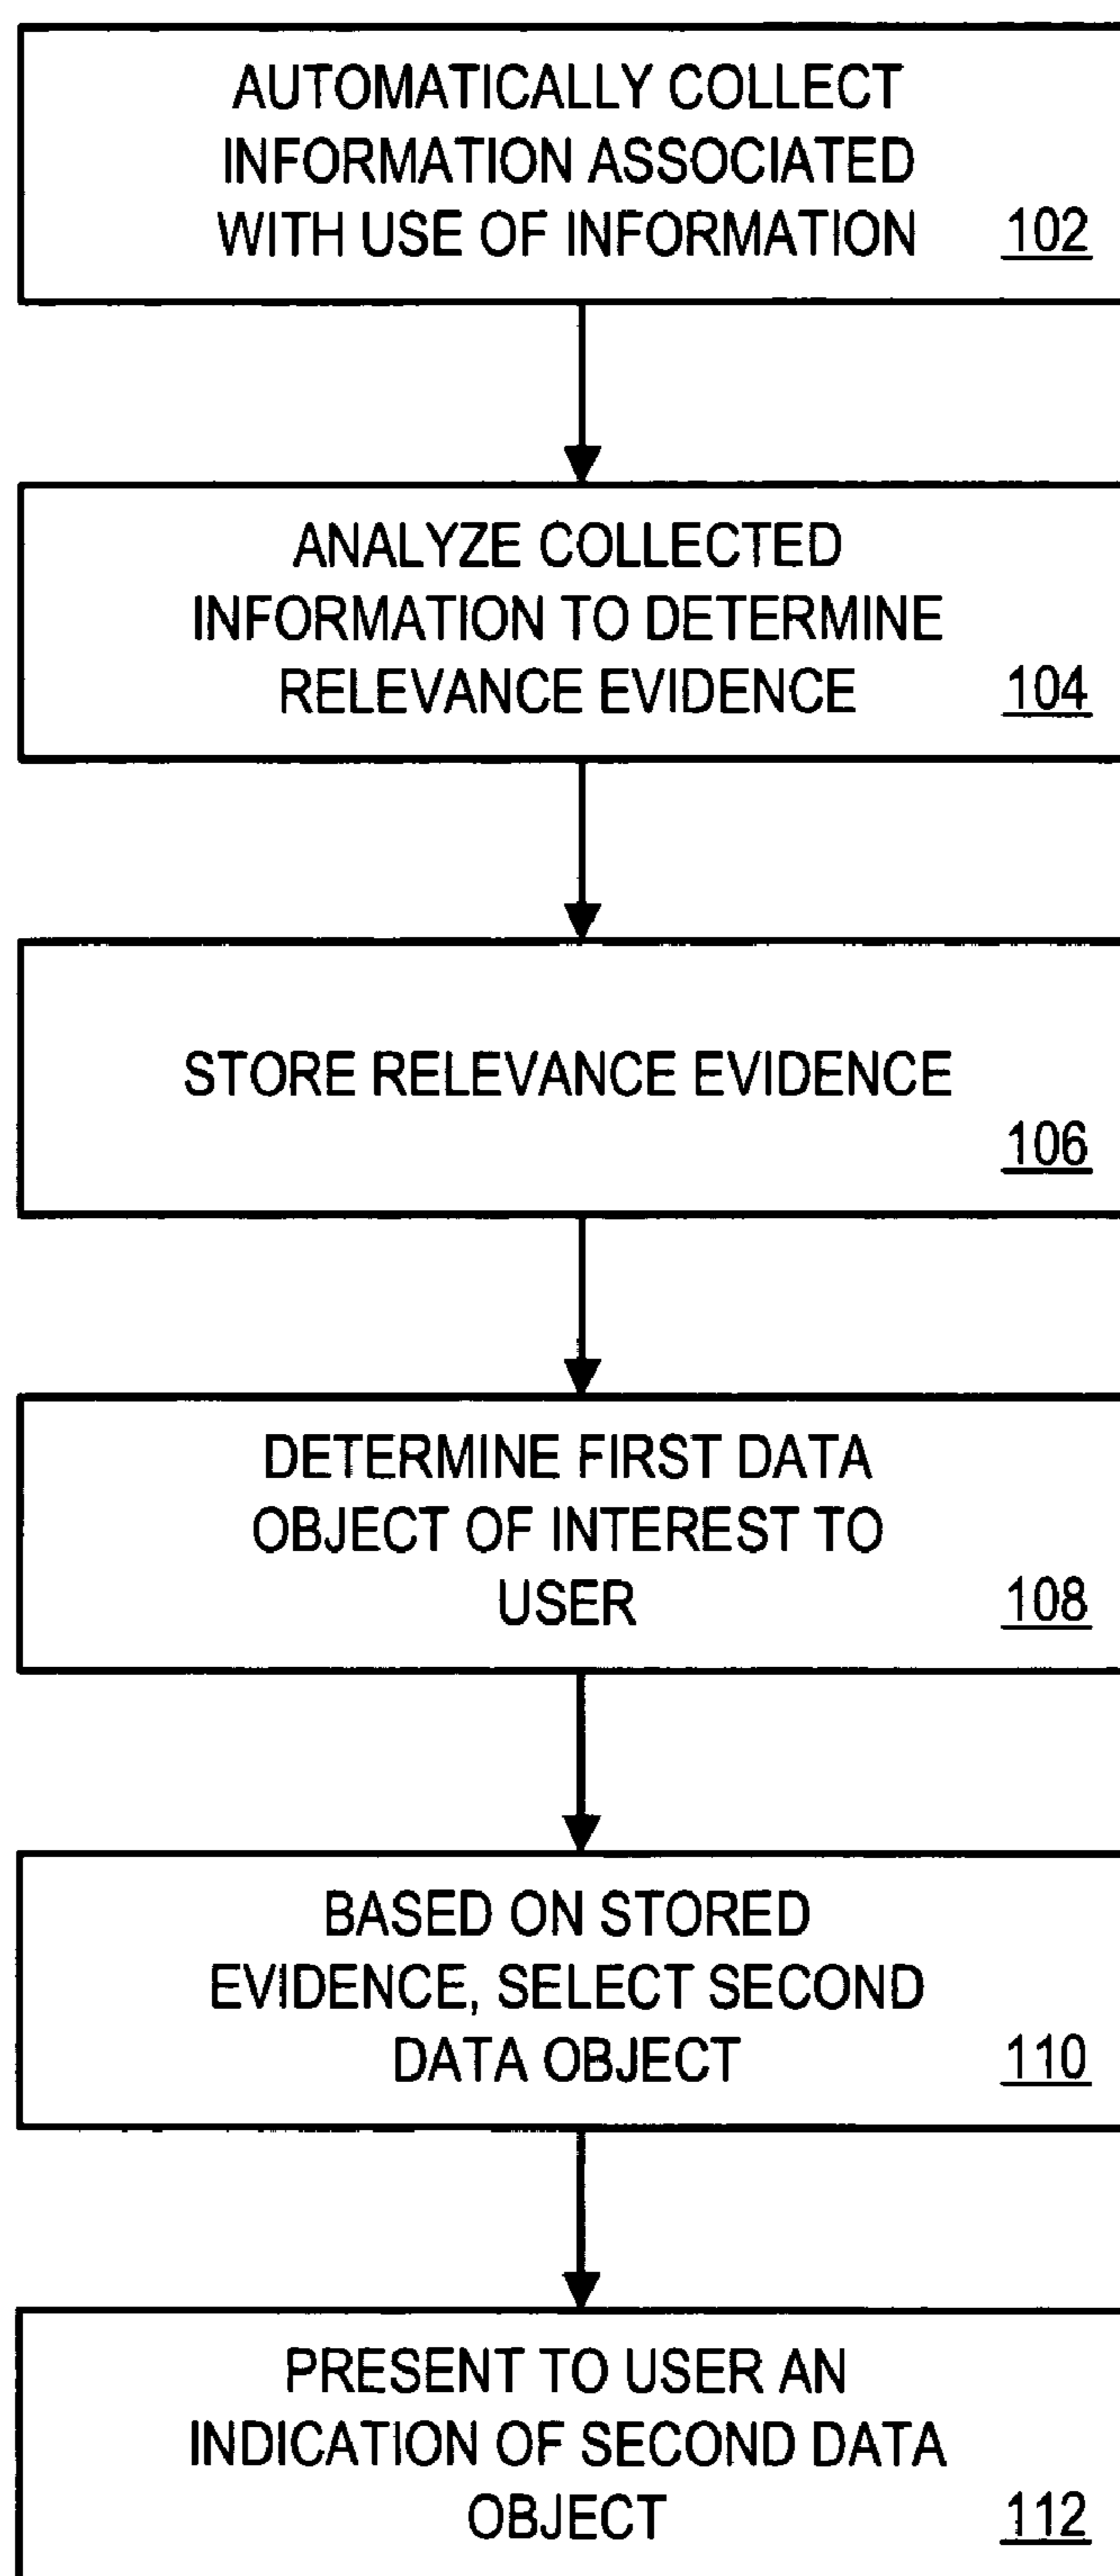 AUTOMATICALLY COLLECT
INFORMATION ASSOCIATED
WITH USE OF INFORMATION
102
ANALYZE COLLECTED
INFORMATION TO DETERMINE
RELEVANCE EVIDENCE
104
STORE RELEVANCE EVIDENCE
106
DETERMINE FIRST DATA
OBJECT OF INTEREST TO
USER
108
BASED ON STORED
EVIDENCE, SELECT SECOND
DATA OBJECT
110
PRESENT TO USER AN
INDICATION OF SECOND DATA
OBJECT
112